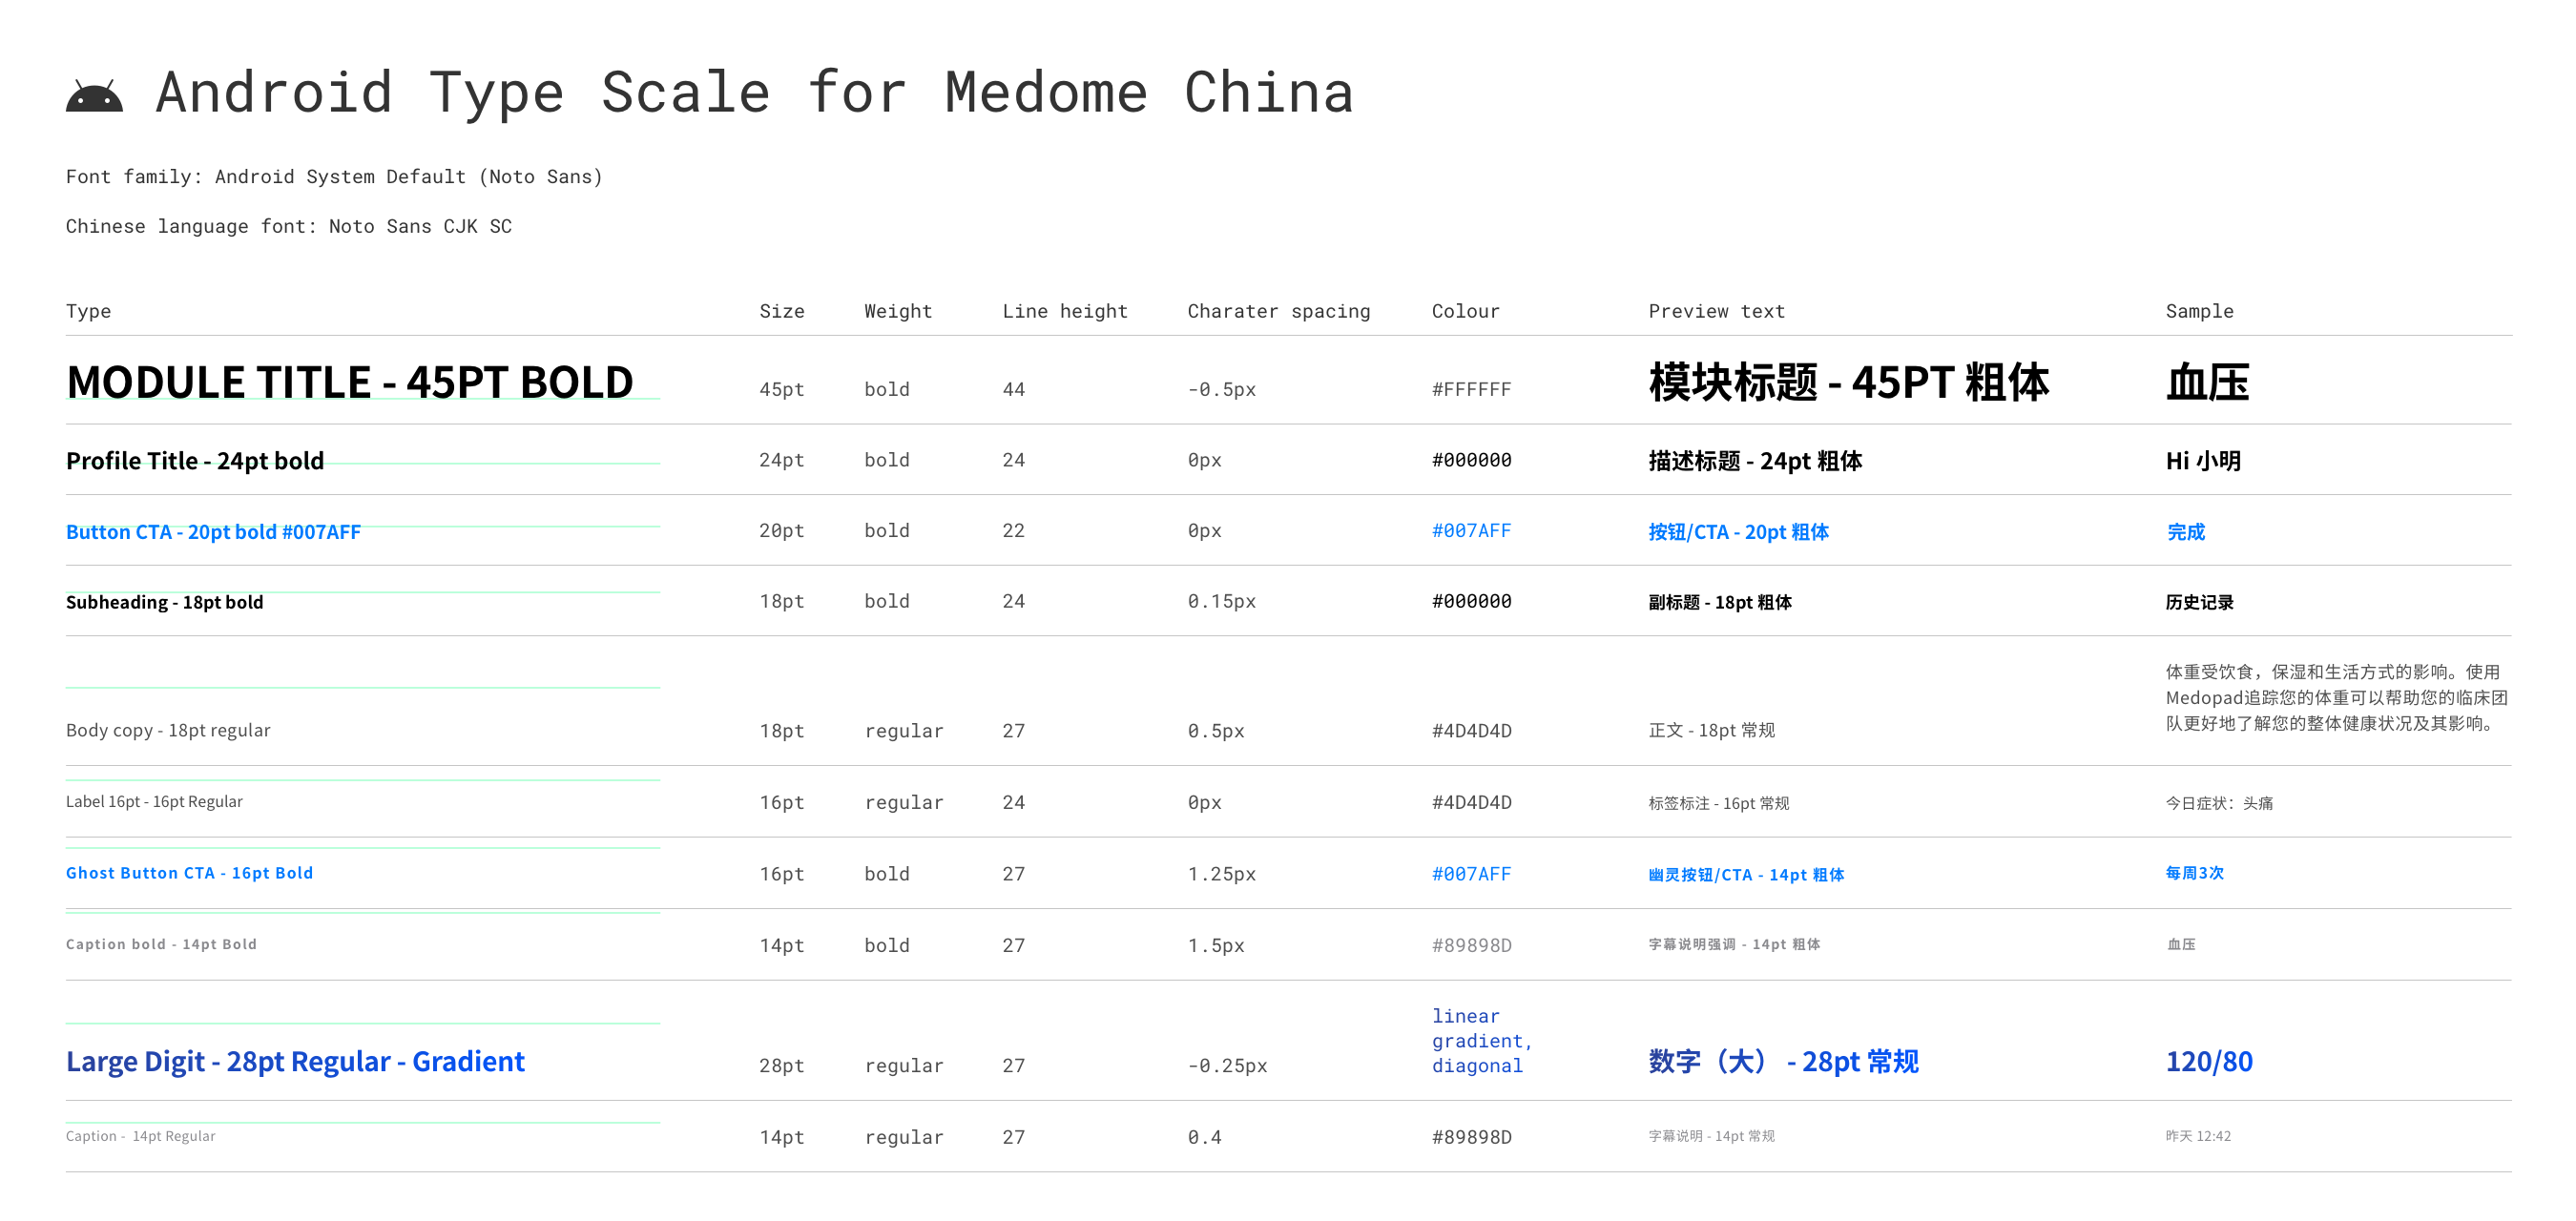 Android Type Scale for Medome China
Font family: Android System Default (Noto Sans)
Chinese language font: Noto Sans CJK SC
Type Size Weight Line height Charater spacing Colour Preview text Sample
MODULE TITLE - 45PT BOLD 45pt bold 44 -0.5px #FFFFFF 模块标题 - 45PT 粗体 血压
Profile Title - 24pt bold 24pt bold 24 0px #000000 描述标题 - 24pt 粗体 Hi 小明
Button CTA - 20pt bold #007AFF 20pt bold 22 0px #007AFF 按钮/CTA - 20pt 粗体 完成
Subheading - 18pt bold 18pt bold 24 0.15px #000000 副标题 - 18pt 粗体 历史记录
Body copy - 18pt regular 18pt regular 27 0.5px #4D4D4D 正文 - 18pt 常规
体重受饮食，保湿和生活方式的影响。使用
Medopad追踪您的体重可以帮助您的临床团
队更好地了解您的整体健康状况及其影响。
Label 16pt - 16pt Regular 16pt regular 24 0px #4D4D4D 标签标注 - 16pt 常规 今日症状：头痛
Ghost Button CTA - 16pt Bold 16pt bold 27 1.25px #007AFF 幽灵按钮/CTA - 14pt 粗体 每周3次
Caption bold - 14pt Bold 14pt bold 27 1.5px #89898D 字幕说明强调 - 14pt 粗体 血压
Large Digit - 28pt Regular - Gradient 28pt regular 27 -0.25px
linear
gradient,
diagonal
数字（大） - 28pt 常规 120/80
Caption - 14pt Regular 14pt regular 27 0.4 #89898D 字幕说明 - 14pt 常规 昨天 12:42